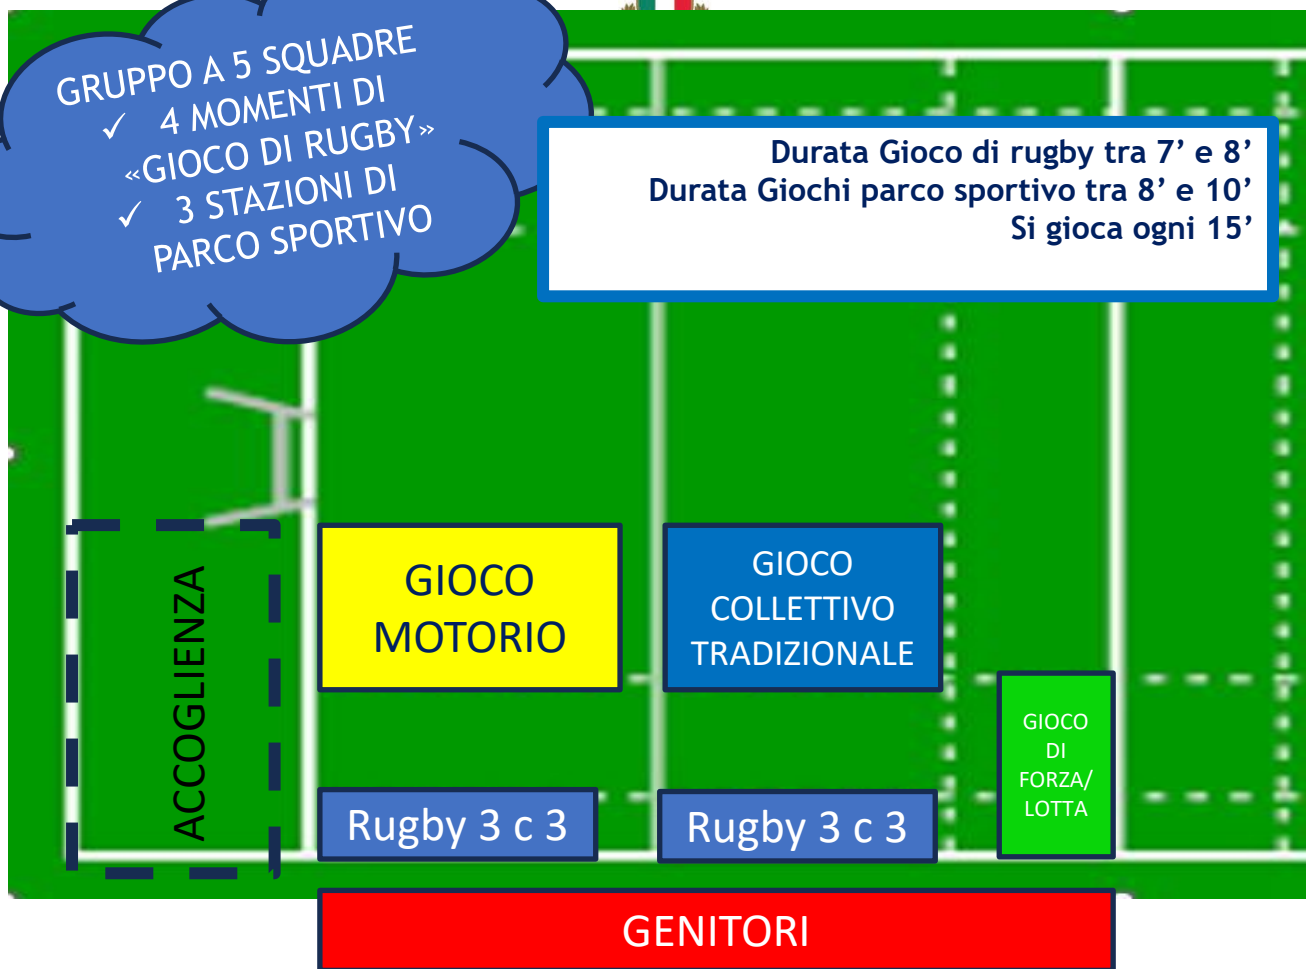 GRUPPO A 5 SQUADRE
✓ 4 MOMENTI DI
«GIOCO DI RUGBY»
✓ 3 STAZIONI DI
PARCO SPORTIVO
Durata Gioco di rugby tra 7’ e 8’
Durata Giochi parco sportivo tra 8’ e 10’
Si gioca ogni 15’
ACCOGLIENZA
GIOCO
MOTORIO
GIOCO
COLLETTIVO
TRADIZIONALE
GIOCO
DI
FORZA/
LOTTA
Rugby 3 c 3
Rugby 3 c 3
GENITORI